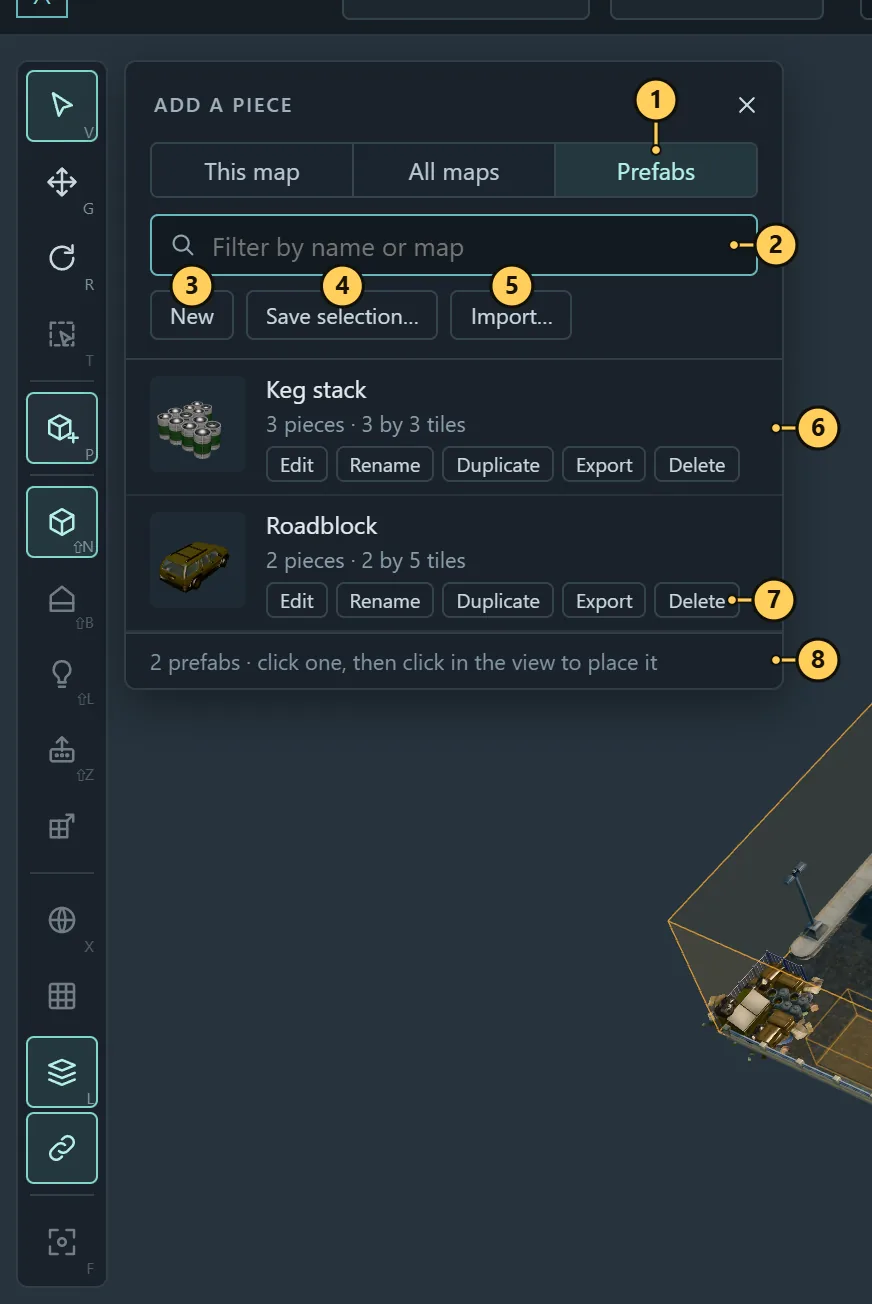 ADD A PIECE
1
This map
All maps
Prefabs
Filter by name or map
2
3
4
5
New
Save selection...
Import...
Keg stack
3 pieces · 3 by 3 tiles
6
Edit
Rename
Duplicate
Export
Delete
Roadblock
2 pieces · 2 by 5 tiles
Edit
Rename
Duplicate
Export
Delete
7
2 prefabs · click one, then click in the view to place it
8
V
G
R
T
P
⇧N
⇧B
⇧L
⇧Z
X
L
F